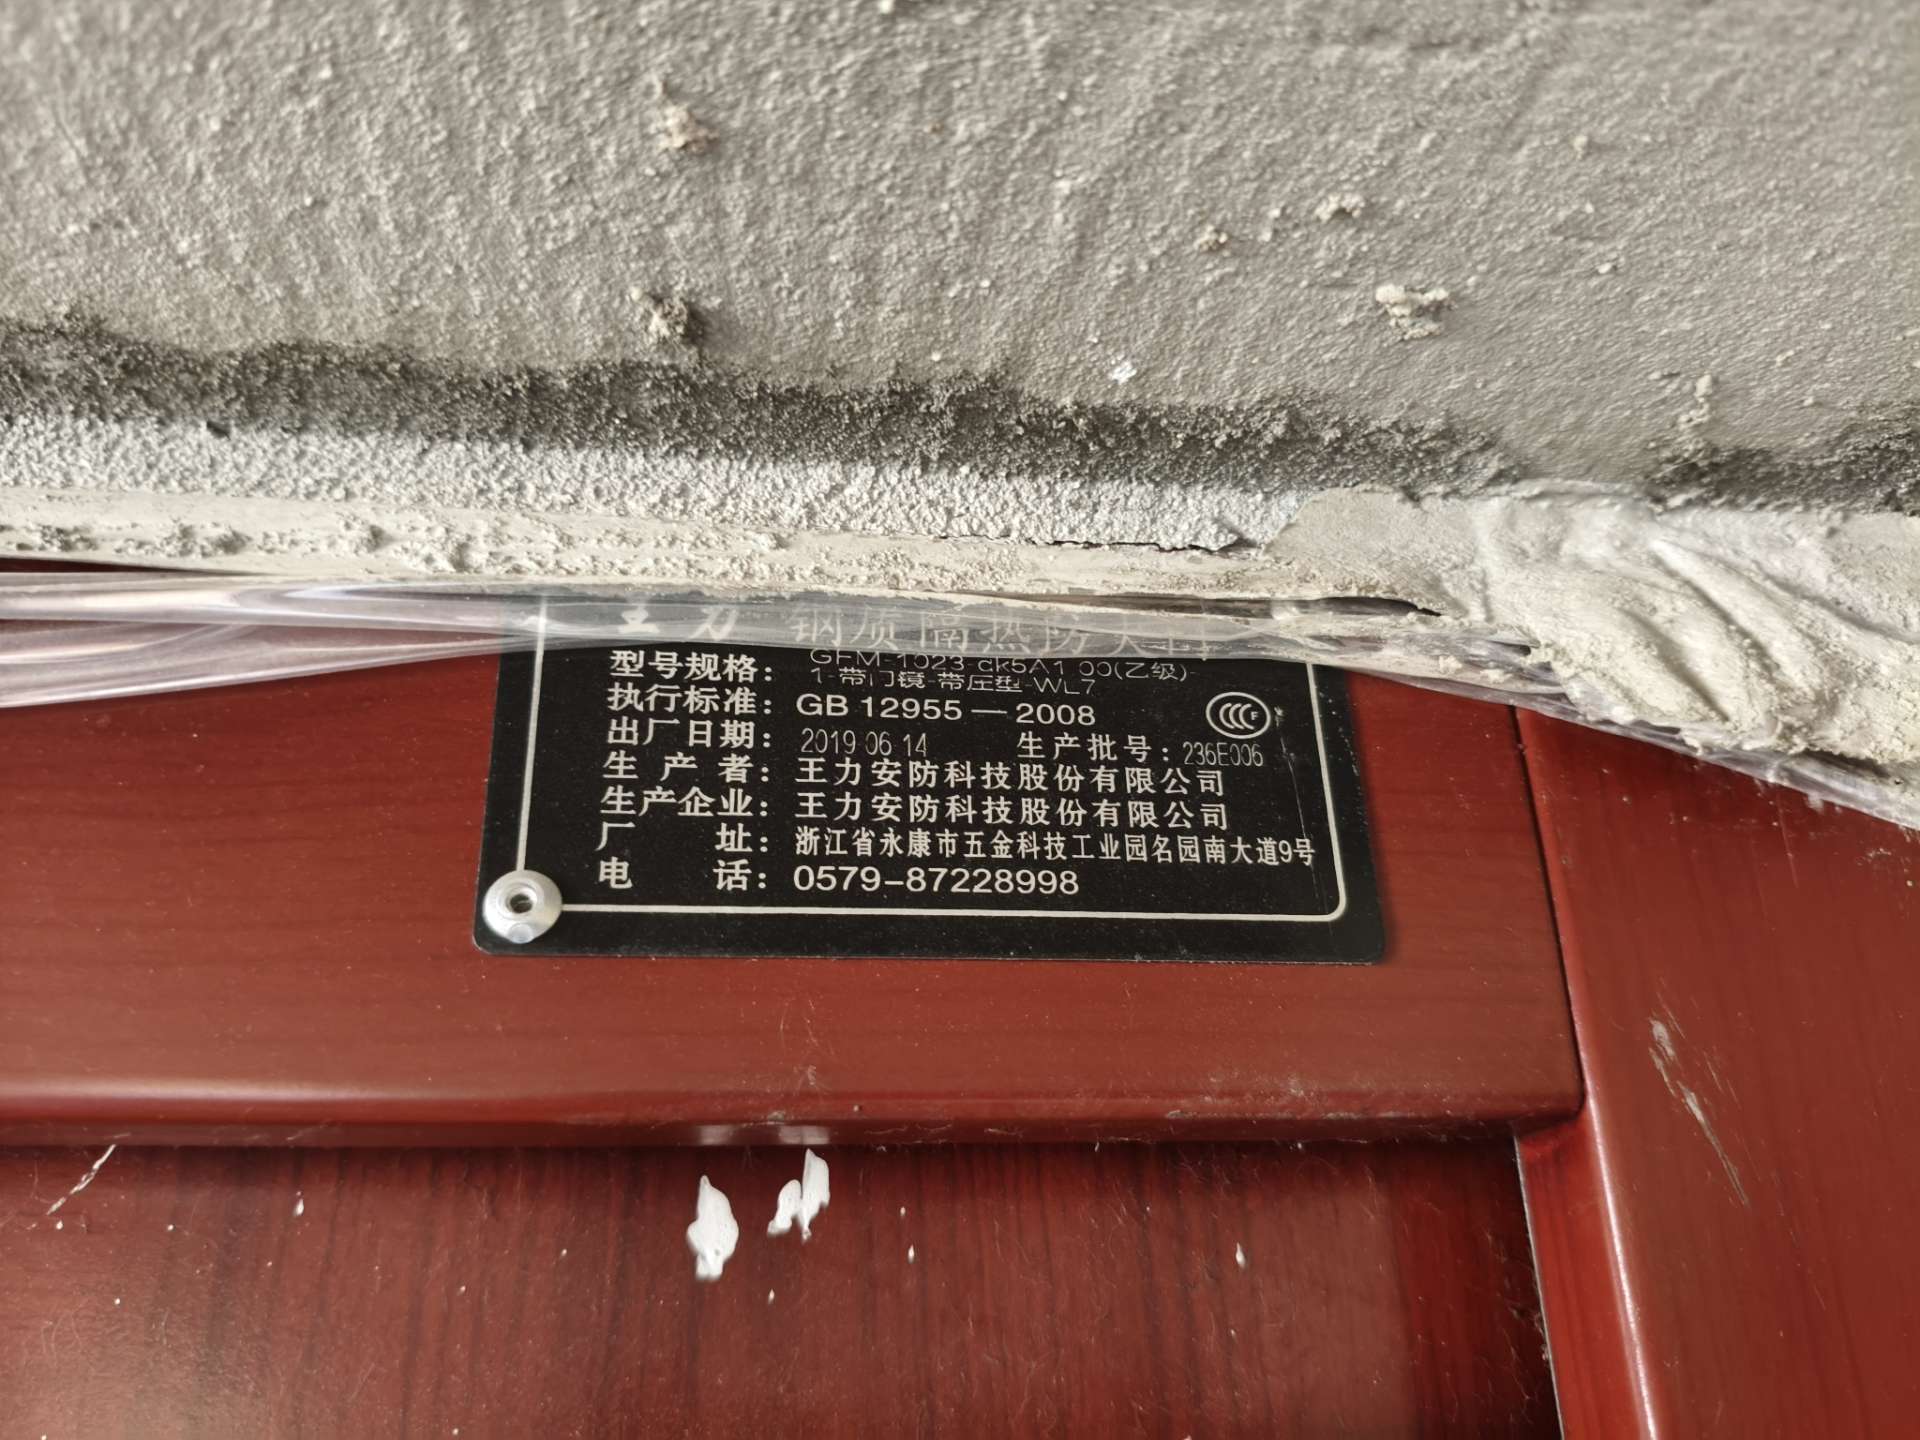 王力 钢质隔热防火门
型号规格： GFM-1023-dk5A1.00(乙级)-
1-带门镜-带压型-WL7
执行标准： GB 12955—2008
出厂日期： 2019 06 14 生产批号： 236E006
生产者： 王力安防科技股份有限公司
生产企业： 王力安防科技股份有限公司
厂址： 浙江省永康市五金科技工业园名园南大道9号
电话： 0579-87228998